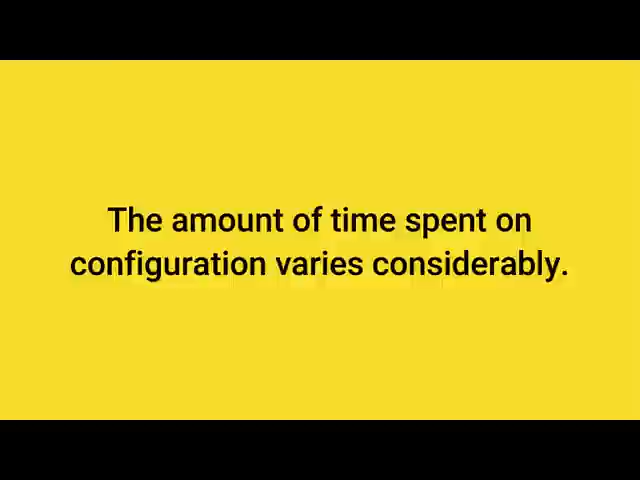 The amount of time spent on
configuration varies considerably.